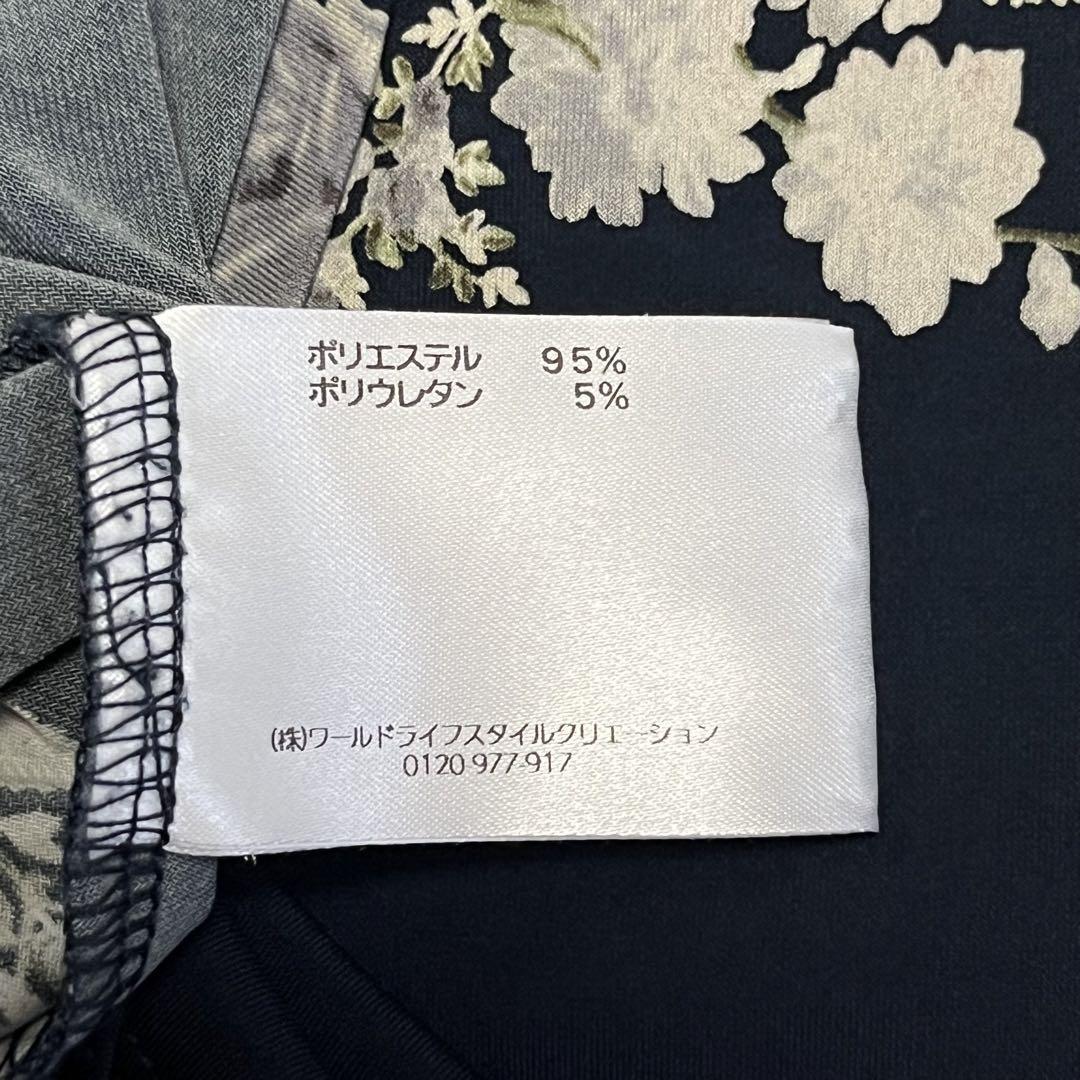 ポリエステル 95%
ポリウレタン 5%
(株)ワールドライフスタイルクリエーション
0120 977-917